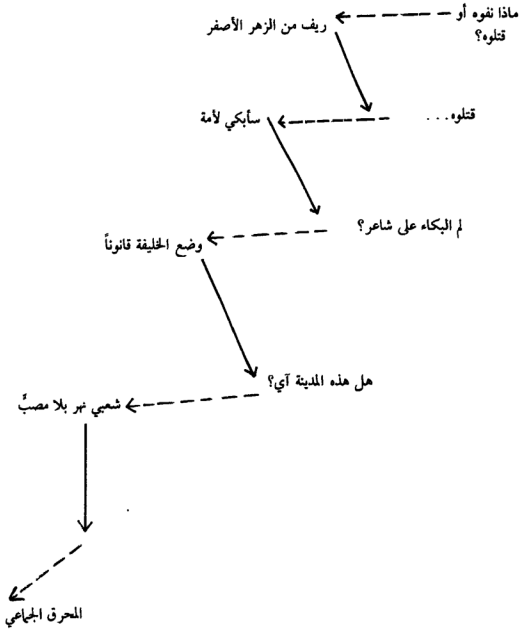 ماذا نفوه أو
قتلوه؟
ريف من الزهر الأصفر
قتلوه...
سأبكي لأمة
لم البكاء على شاعر؟
وضع الخليفة قانوناً
هل هذه المدينة آي؟
شعبي نهر بلا مصبٍّ
المحرق الجماعي